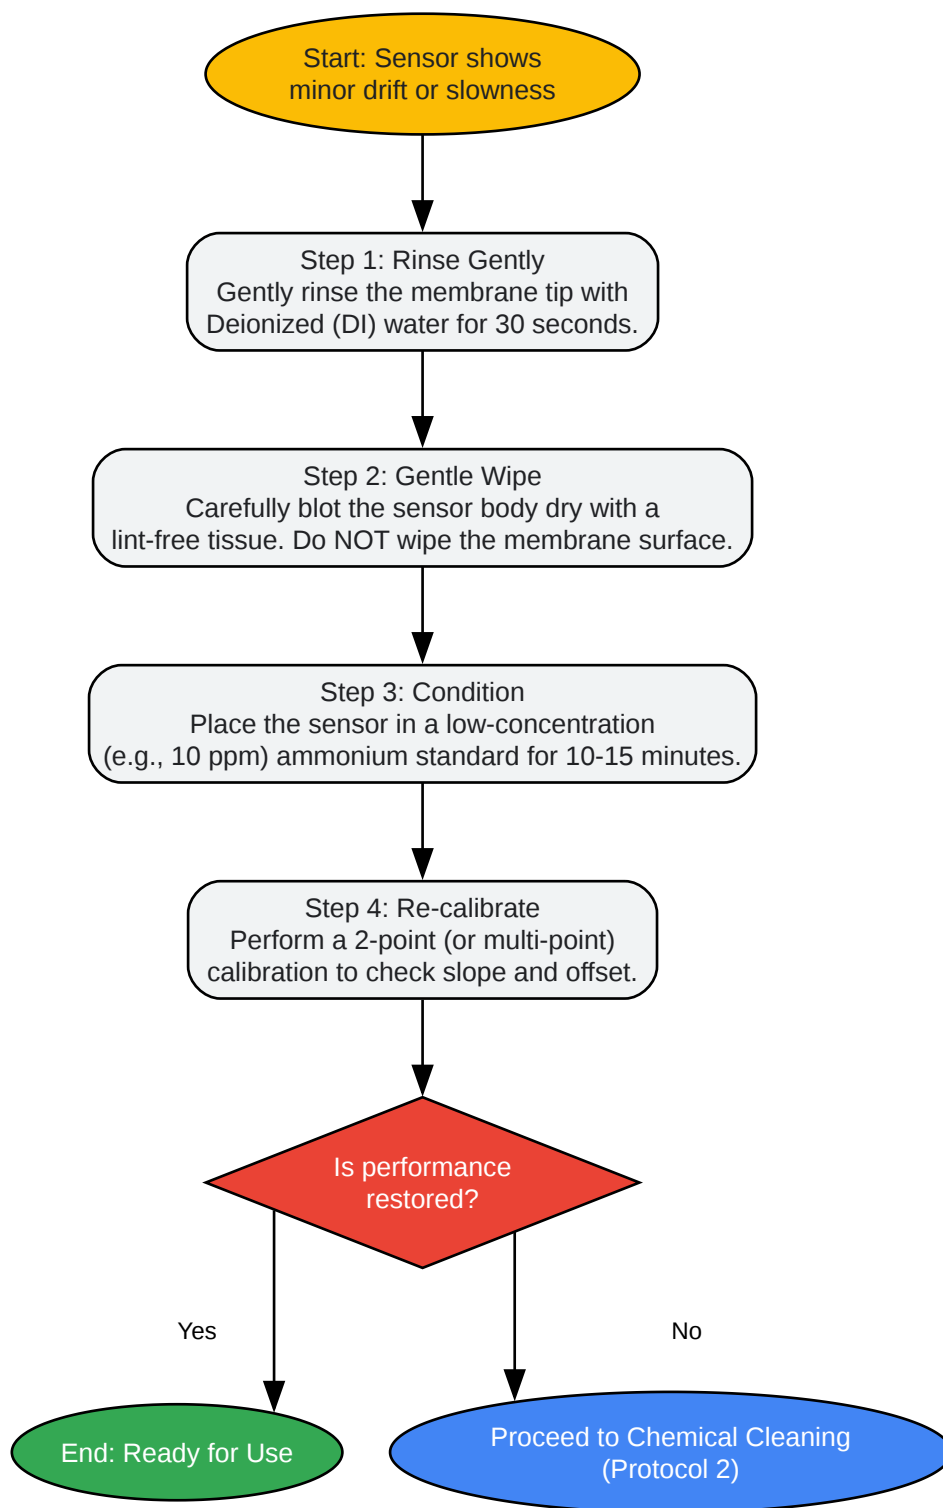 Start: Sensor shows
minor drift or slowness
Step 1: Rinse Gently
Gently rinse the membrane tip with
Deionized (DI) water for 30 seconds.
Step 2: Gentle Wipe
Carefully blot the sensor body dry with a
lint-free tissue. Do NOT wipe the membrane surface.
Step 3: Condition
Place the sensor in a low-concentration
(e.g., 10 ppm) ammonium standard for 10-15 minutes.
Step 4: Re-calibrate
Perform a 2-point (or multi-point)
calibration to check slope and offset.
Is performance
restored?
Yes
No
End: Ready for Use
Proceed to Chemical Cleaning
(Protocol 2)